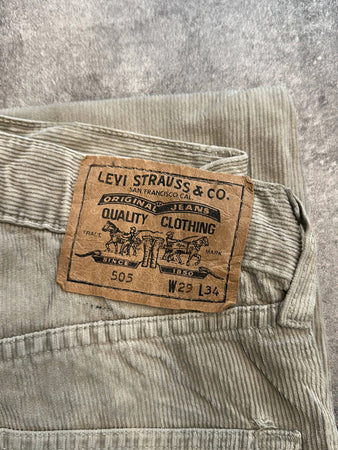 LEVI STRAUSS & CO.
SAN FRANCISCO CAL.
ORIGINAL JEANS
QUALITY CLOTHING
TRADE MARK
SINCE 1850
505 W29 L34